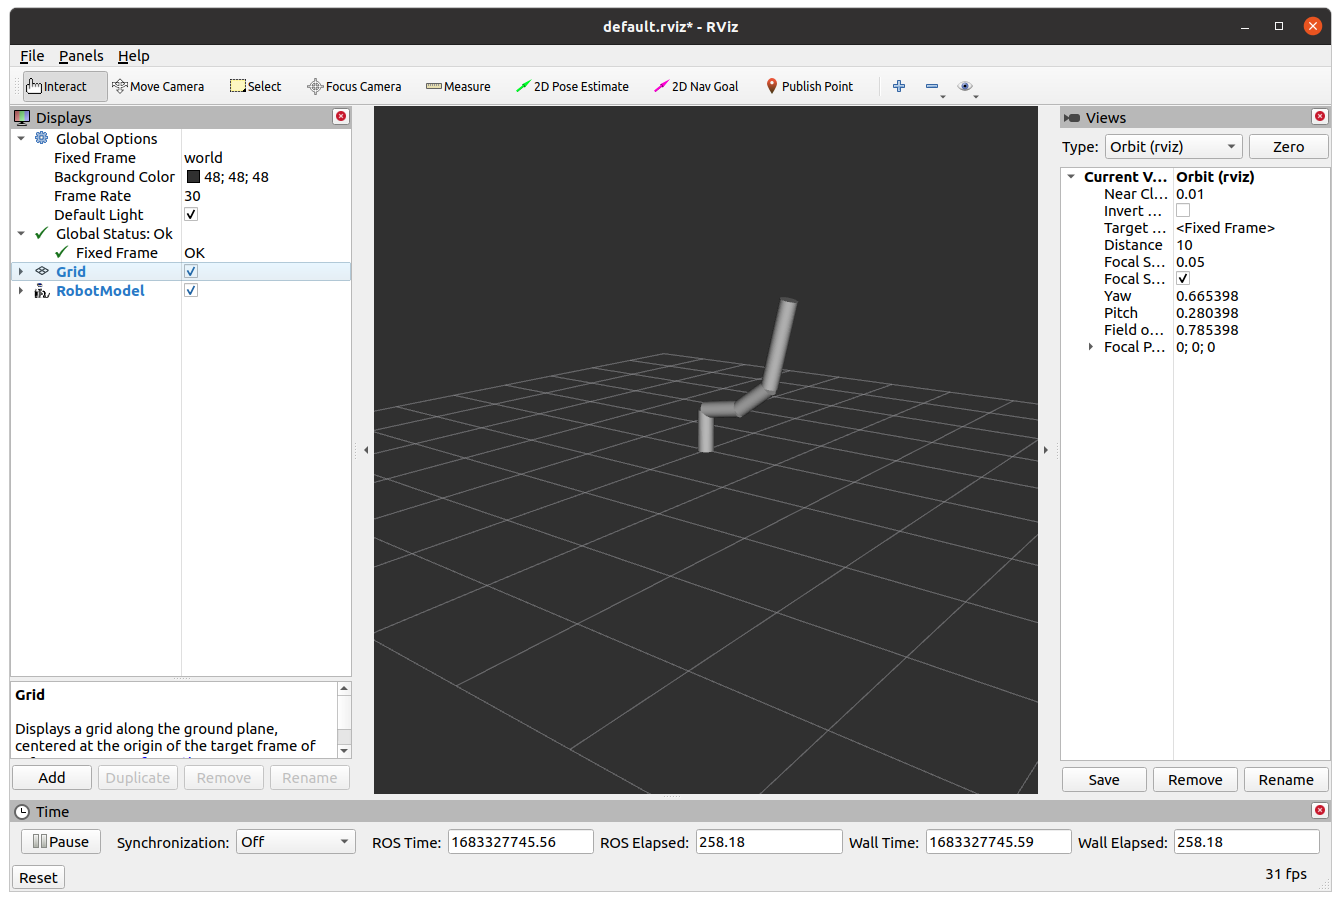 default.rviz* - RViz
File Panels Help
Interact Move Camera Select Focus Camera Measure 2D Pose Estimate 2D Nav Goal Publish Point
Displays
Global Options
Fixed Frame world
Background Color 48; 48; 48
Frame Rate 30
Default Light
Global Status: Ok
Fixed Frame OK
Grid
RobotModel
Grid
Displays a grid along the ground plane,
centered at the origin of the target frame of
Add Duplicate Remove Rename
Views
Type: Orbit (rviz) Zero
Current V... Orbit (rviz)
Near Cl... 0.01
Invert ...
Target ... <Fixed Frame>
Distance 10
Focal S... 0.05
Focal S...
Yaw 0.665398
Pitch 0.280398
Field o... 0.785398
Focal P... 0; 0; 0
Save Remove Rename
Time
Pause Synchronization: Off ROS Time: 1683327745.56 ROS Elapsed: 258.18 Wall Time: 1683327745.59 Wall Elapsed: 258.18
Reset 31 fps